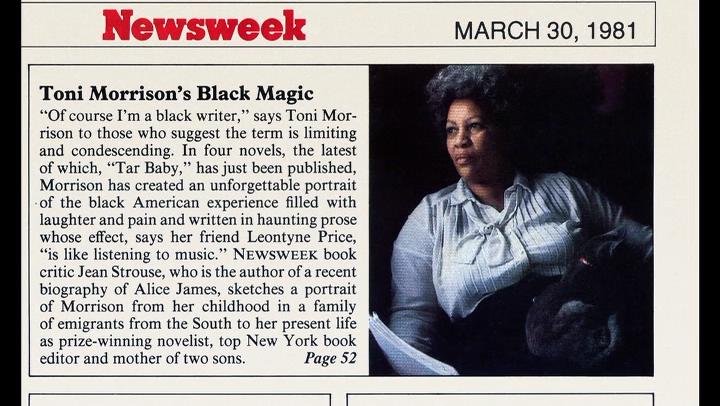 Newsweek
MARCH 30, 1981
Toni Morrison's Black Magic
“Of course I'm a black writer,” says Toni Mor-
rison to those who suggest the term is limiting
and condescending. In four novels, the latest
of which, “Tar Baby,” has just been published,
Morrison has created an unforgettable portrait
of the black American experience filled with
laughter and pain and written in haunting prose
whose effect, says her friend Leontyne Price,
“is like listening to music.” NEWSWEEK book
critic Jean Strouse, who is the author of a recent
biography of Alice James, sketches a portrait
of Morrison from her childhood in a family
of emigrants from the South to her present life
as prize-winning novelist, top New York book
editor and mother of two sons. Page 52